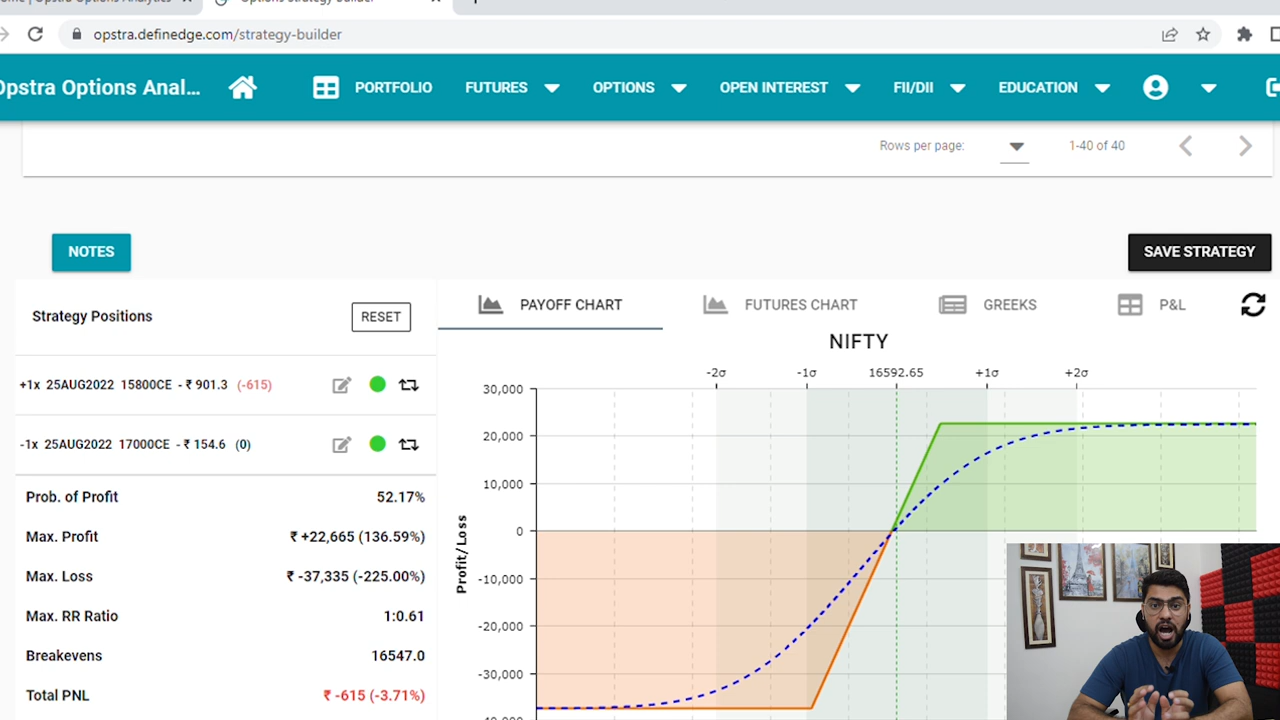 Options Strategy Builder
opstra.definedge.com/strategy-builder
Opstra Options Anal... PORTFOLIO FUTURES OPTIONS OPEN INTEREST FII/DII EDUCATION
Rows per page: 1-40 of 40
NOTES SAVE STRATEGY
Strategy Positions RESET
PAYOFF CHART FUTURES CHART GREEKS P&L
NIFTY
-2σ -1σ 16592.65 +1σ +2σ
+1x 25AUG2022 15800CE - ₹ 901.3 (-615)
-1x 25AUG2022 17000CE - ₹ 154.6 (0)
Prob. of Profit 52.17%
Max. Profit ₹ +22,665 (136.59%)
Max. Loss ₹ -37,335 (-225.00%)
Max. RR Ratio 1:0.61
Breakevens 16547.0
Total PNL ₹ -615 (-3.71%)
Profit/Loss
30,000
20,000
10,000
0
-10,000
-20,000
-30,000
-40,000